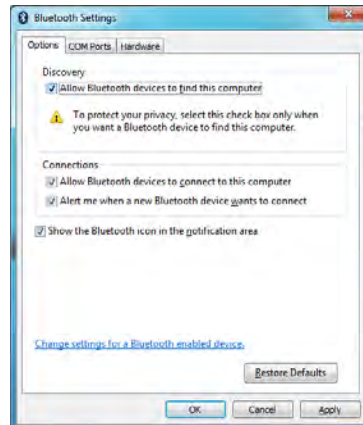 Bluetooth Settings
Options COM Ports Hardware
Discovery
Allow Bluetooth devices to find this computer
To protect your privacy, select this check box only when
you want a Bluetooth device to find this computer.
Connections
Allow Bluetooth devices to connect to this computer
Alert me when a new Bluetooth device wants to connect
Show the Bluetooth icon in the notification area
Change settings for a Bluetooth enabled device.
Restore Defaults
OK Cancel Apply